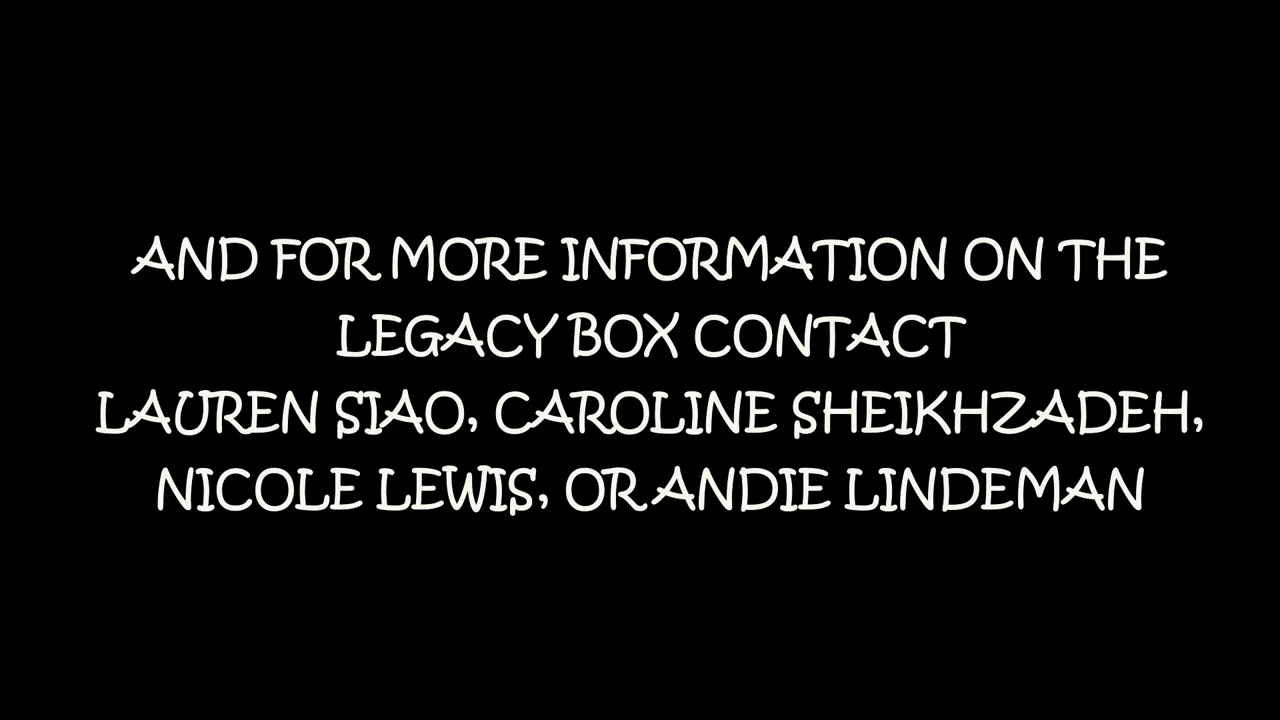 AND FOR MORE INFORMATION ON THE
LEGACY BOX CONTACT
LAUREN SIAO, CAROLINE SHEIKHZADEH,
NICOLE LEWIS, OR ANDIE LINDEMAN